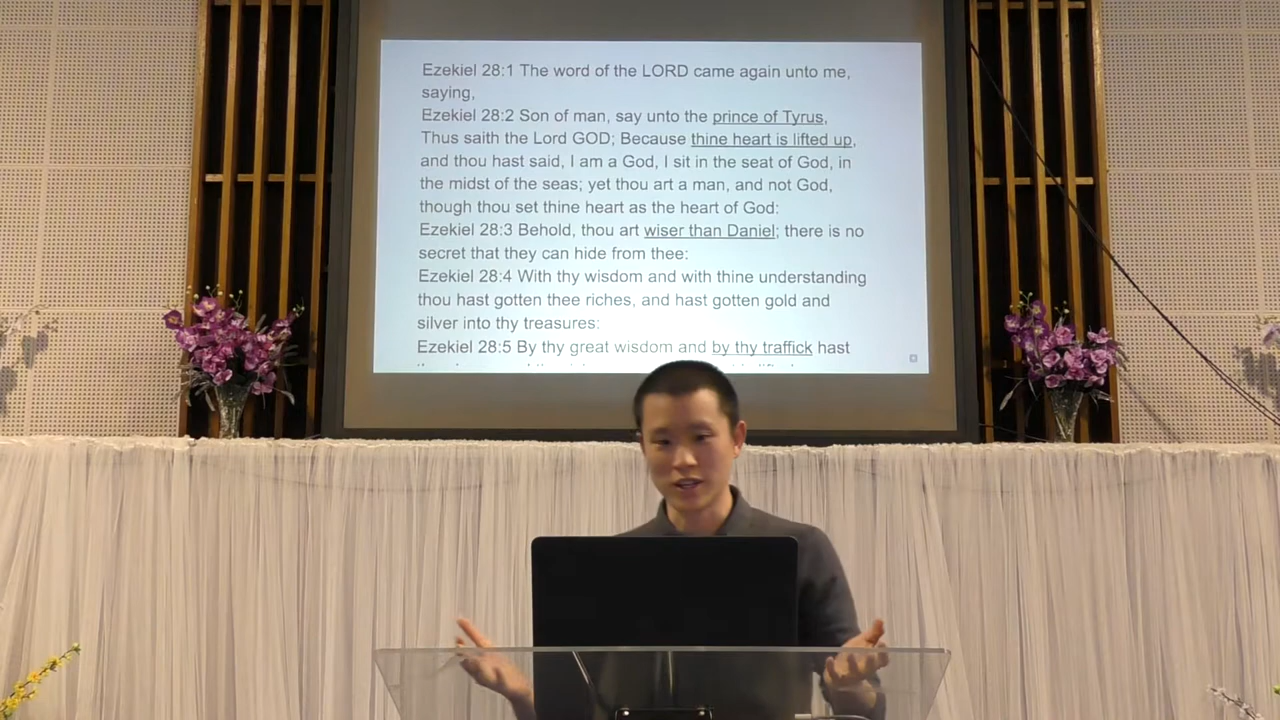 Ezekiel 28:1 The word of the LORD came again unto me,
saying,
Ezekiel 28:2 Son of man, say unto the prince of Tyrus,
Thus saith the Lord GOD; Because thine heart is lifted up,
and thou hast said, I am a God, I sit in the seat of God, in
the midst of the seas; yet thou art a man, and not God,
though thou set thine heart as the heart of God:
Ezekiel 28:3 Behold, thou art wiser than Daniel; there is no
secret that they can hide from thee:
Ezekiel 28:4 With thy wisdom and with thine understanding
thou hast gotten thee riches, and hast gotten gold and
silver into thy treasures:
Ezekiel 28:5 By thy great wisdom and by thy traffick hast